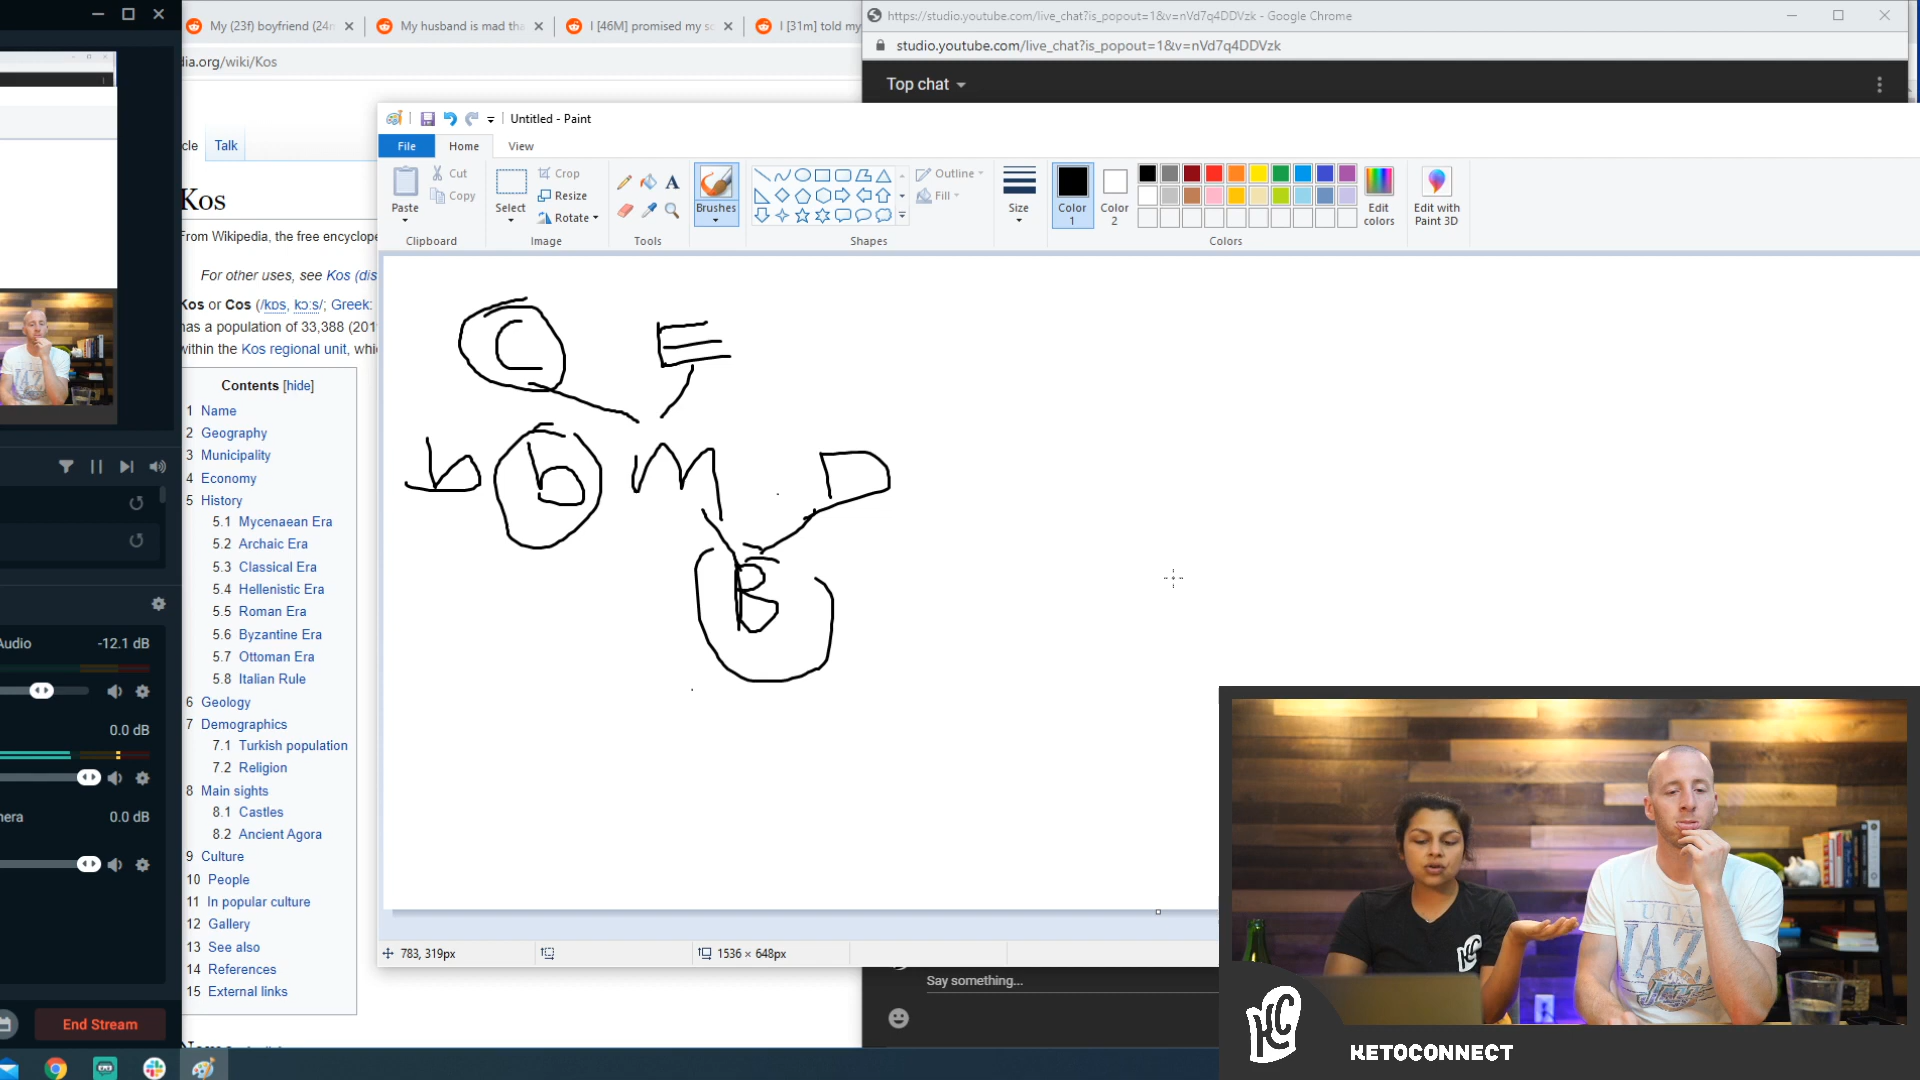 My (23f) boyfriend (24n
My husband is mad tha
I [46M] promised my so
I [31m] told my
https://studio.youtube.com/live_chat?is_popout=1&v=nVd7q4DDVzk - Google Chrome
dia.org/wiki/Kos
studio.youtube.com/live_chat?is_popout=1&v=nVd7q4DDVzk
Top chat
Untitled - Paint
File
Home
View
Paste
Cut
Copy
Clipboard
Select
Crop
Resize
Rotate
Image
Tools
Brushes
Outline
Fill
Shapes
Size
Color 1
Color 2
Colors
Edit colors
Edit with Paint 3D
cle
Talk
Kos
From Wikipedia, the free encyclope
For other uses, see Kos (dis
Kos or Cos (/kɒs, kɔːs/; Greek:
has a population of 33,388 (201
within the Kos regional unit, whic
Contents [hide]
1 Name
2 Geography
3 Municipality
4 Economy
5 History
5.1 Mycenaean Era
5.2 Archaic Era
5.3 Classical Era
5.4 Hellenistic Era
5.5 Roman Era
5.6 Byzantine Era
5.7 Ottoman Era
5.8 Italian Rule
6 Geology
7 Demographics
7.1 Turkish population
7.2 Religion
8 Main sights
8.1 Castles
8.2 Ancient Agora
9 Culture
10 People
11 In popular culture
12 Gallery
13 See also
14 References
15 External links
C
E
b
b
M
D
B
Audio
-12.1 dB
0.0 dB
mera
0.0 dB
End Stream
783, 319px
1536 × 648px
Say something...
UTA
JAZZ
KC
KETOCONNECT